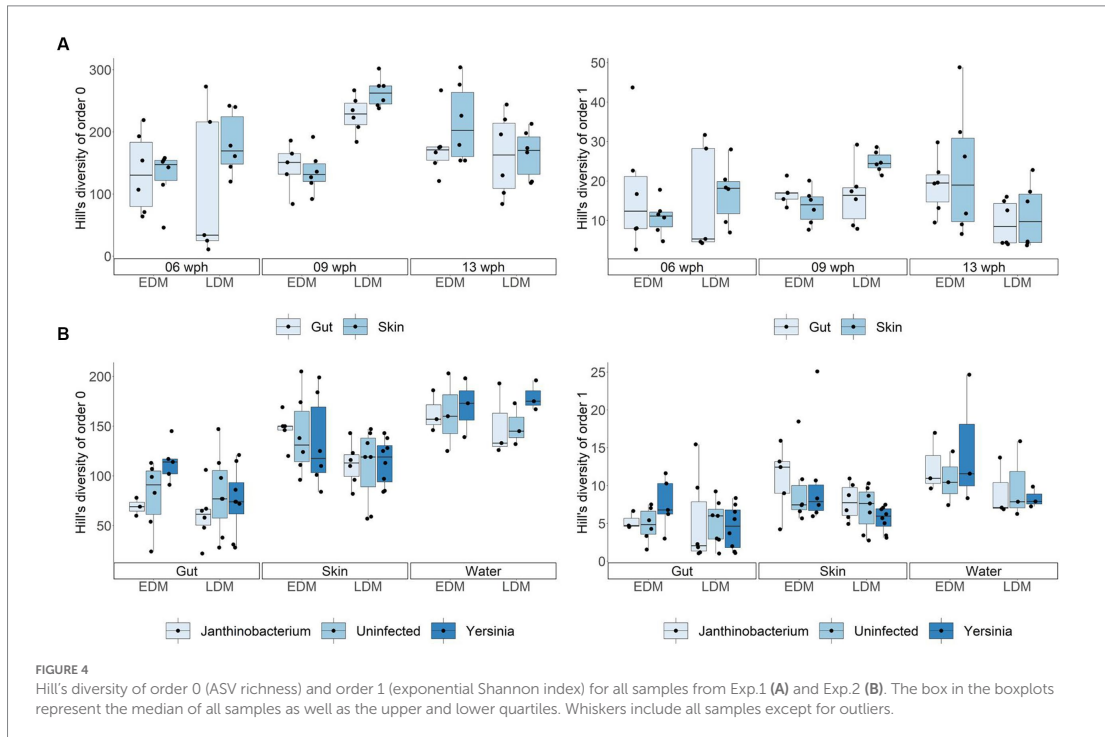 A
Hill's diversity of order 0
300
200
100
0
06 wph 09 wph 13 wph
EDM LDM EDM LDM EDM LDM
Hill's diversity of order 1
50
40
30
20
10
06 wph 09 wph 13 wph
EDM LDM EDM LDM EDM LDM
Gut Skin
Gut Skin
B
Hill's diversity of order 0
200
150
100
50
Gut Skin Water
EDM LDM EDM LDM EDM LDM
Hill's diversity of order 1
25
20
15
10
5
0
Gut Skin Water
EDM LDM EDM LDM EDM LDM
Janthinobacterium Uninfected Yersinia
Janthinobacterium Uninfected Yersinia
FIGURE 4
Hill's diversity of order 0 (ASV richness) and order 1 (exponential Shannon index) for all samples from Exp.1 (A) and Exp.2 (B). The box in the boxplots
represent the median of all samples as well as the upper and lower quartiles. Whiskers include all samples except for outliers.